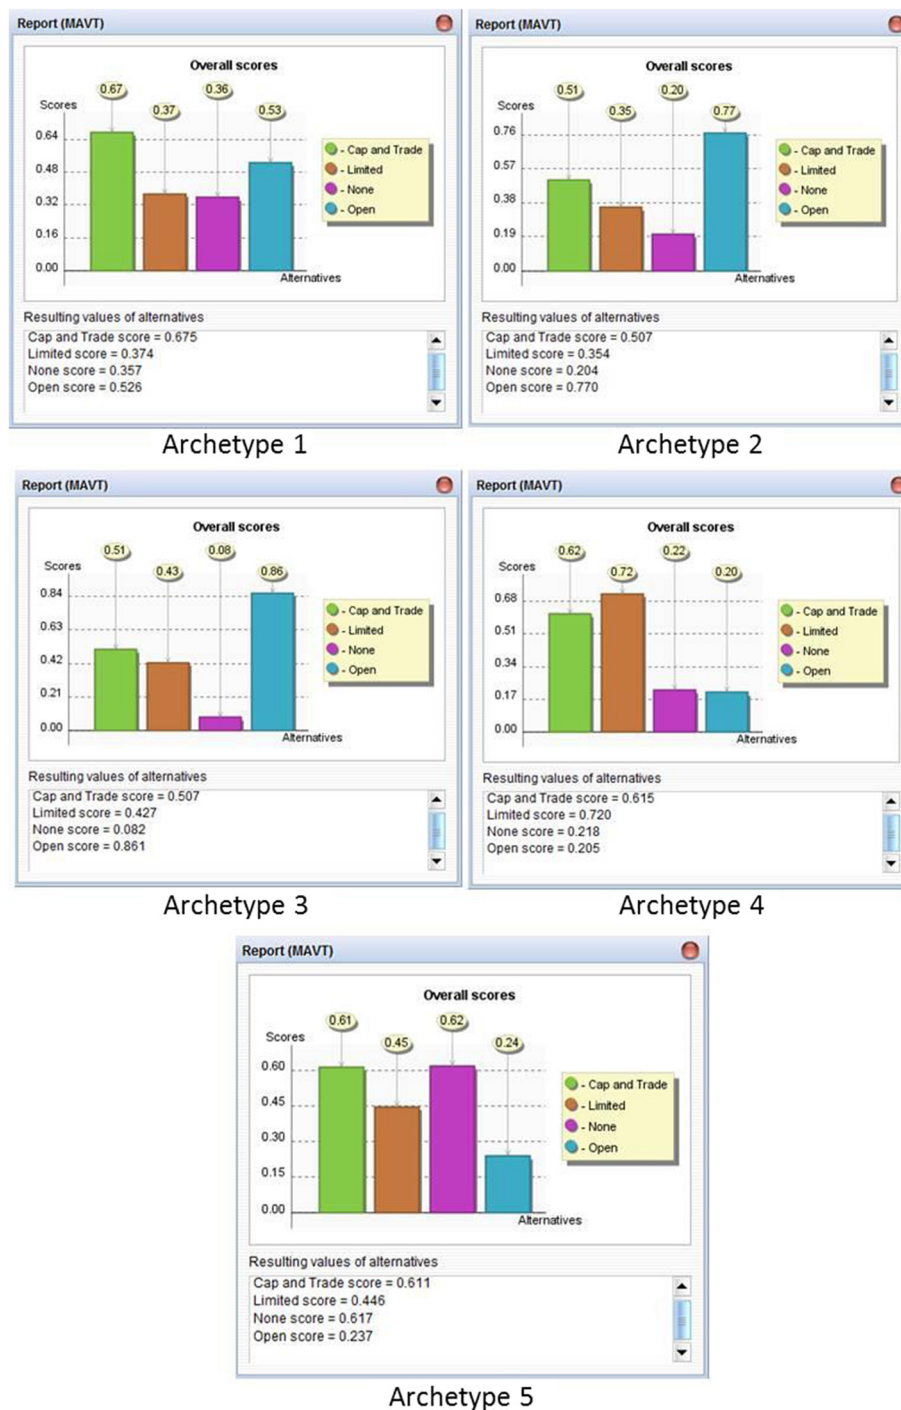 Report (MAVT)
Overall scores
0.67
0.37
0.36
0.53
Scores
0.64
0.48
0.32
0.16
0.00
Alternatives
- Cap and Trade
- Limited
- None
- Open
Resulting values of alternatives
Cap and Trade score = 0.675
Limited score = 0.374
None score = 0.357
Open score = 0.526
Archetype 1
Report (MAVT)
Overall scores
0.51
0.35
0.20
0.77
Scores
0.76
0.57
0.38
0.19
0.00
Alternatives
- Cap and Trade
- Limited
- None
- Open
Resulting values of alternatives
Cap and Trade score = 0.507
Limited score = 0.354
None score = 0.204
Open score = 0.770
Archetype 2
Report (MAVT)
Overall scores
0.51
0.43
0.08
0.86
Scores
0.84
0.63
0.42
0.21
0.00
Alternatives
- Cap and Trade
- Limited
- None
- Open
Resulting values of alternatives
Cap and Trade score = 0.507
Limited score = 0.427
None score = 0.082
Open score = 0.861
Archetype 3
Report (MAVT)
Overall scores
0.62
0.72
0.22
0.20
Scores
0.68
0.51
0.34
0.17
0.00
Alternatives
- Cap and Trade
- Limited
- None
- Open
Resulting values of alternatives
Cap and Trade score = 0.615
Limited score = 0.720
None score = 0.218
Open score = 0.205
Archetype 4
Report (MAVT)
Overall scores
0.61
0.45
0.62
0.24
Scores
0.60
0.45
0.30
0.15
0.00
Alternatives
- Cap and Trade
- Limited
- None
- Open
Resulting values of alternatives
Cap and Trade score = 0.611
Limited score = 0.446
None score = 0.617
Open score = 0.237
Archetype 5